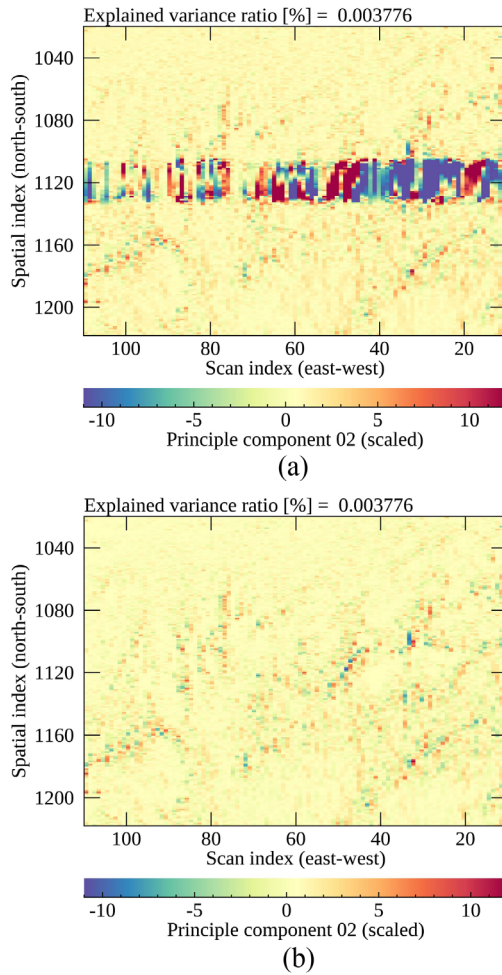 Explained variance ratio [%] = 0.003776
Spatial index (north-south)
1040
1080
1120
1160
1200
100 80 60 40 20
Scan index (east-west)
-10 -5 0 5 10
Principle component 02 (scaled)
(a)
Explained variance ratio [%] = 0.003776
Spatial index (north-south)
1040
1080
1120
1160
1200
100 80 60 40 20
Scan index (east-west)
-10 -5 0 5 10
Principle component 02 (scaled)
(b)